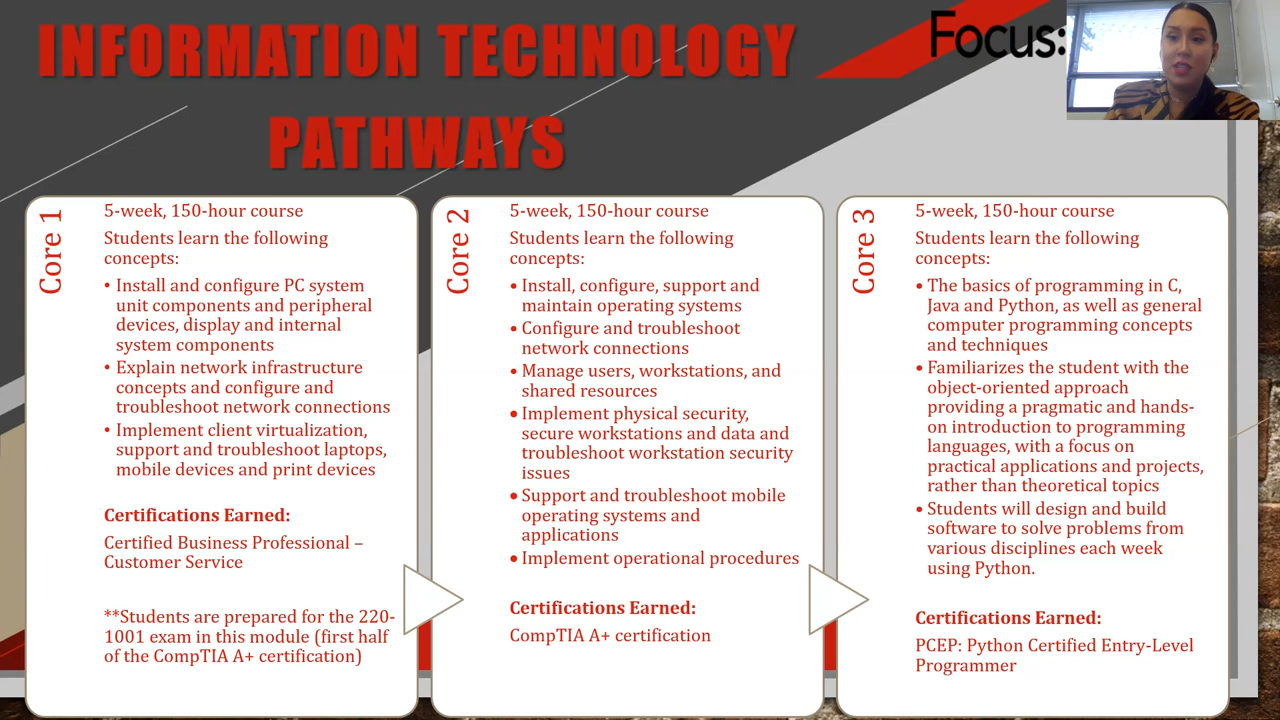 INFORMATION TECHNOLOGY
PATHWAYS
Focus:
Core 1
5-week, 150-hour course
Students learn the following
concepts:
• Install and configure PC system
unit components and peripheral
devices, display and internal
system components
• Explain network infrastructure
concepts and configure and
troubleshoot network connections
• Implement client virtualization,
support and troubleshoot laptops,
mobile devices and print devices
Certifications Earned:
Certified Business Professional –
Customer Service
**Students are prepared for the 220-
1001 exam in this module (first half
of the CompTIA A+ certification)
Core 2
5-week, 150-hour course
Students learn the following
concepts:
• Install, configure, support and
maintain operating systems
• Configure and troubleshoot
network connections
• Manage users, workstations, and
shared resources
• Implement physical security,
secure workstations and data and
troubleshoot workstation security
issues
• Support and troubleshoot mobile
operating systems and
applications
• Implement operational procedures
Certifications Earned:
CompTIA A+ certification
Core 3
5-week, 150-hour course
Students learn the following
concepts:
• The basics of programming in C,
Java and Python, as well as general
computer programming concepts
and techniques
• Familiarizes the student with the
object-oriented approach
providing a pragmatic and hands-
on introduction to programming
languages, with a focus on
practical applications and projects,
rather than theoretical topics
• Students will design and build
software to solve problems from
various disciplines each week
using Python.
Certifications Earned:
PCEP: Python Certified Entry-Level
Programmer